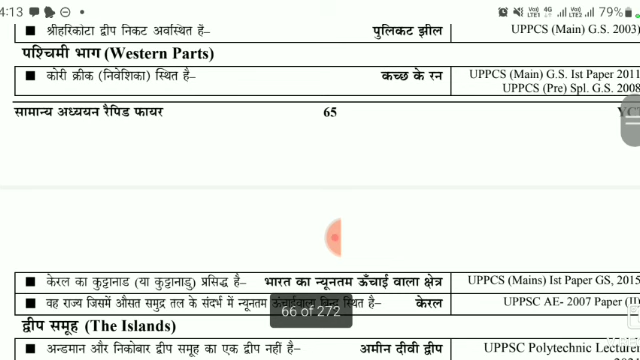 4:13 79%
■ श्रीहरिकोटा द्वीप निकट अवस्थित है– पुलिकट झील UPPCS (Main) G.S. 2003)
पश्चिमी भाग (Western Parts)
■ कोरी क्रीक (निवेशिका) स्थित है– कच्छ के रन UPPCS (Main) G.S. Ist Paper 2011
UPPCS (Pre) Spl. G.S. 2008
सामान्य अध्ययन रैपिड फायर 65 YCT
■ केरल का कुट्टानाड (या कुट्टानाडु) प्रसिद्ध है– भारत का न्यूनतम ऊँचाई वाला क्षेत्र UPPCS (Mains) Ist Paper GS, 2015
■ वह राज्य जिसमें औसत समुद्र तल के संदर्भ में न्यूनतम स्थित है– केरल UPPSC AE- 2007 Paper (II)
66 of 272
द्वीप समूह (The Islands)
■ अन्डमान और निकोबार द्वीप समूह का एक द्वीप नहीं है– अमीन दीवी द्वीप UPPSC Polytechnic Lecturer